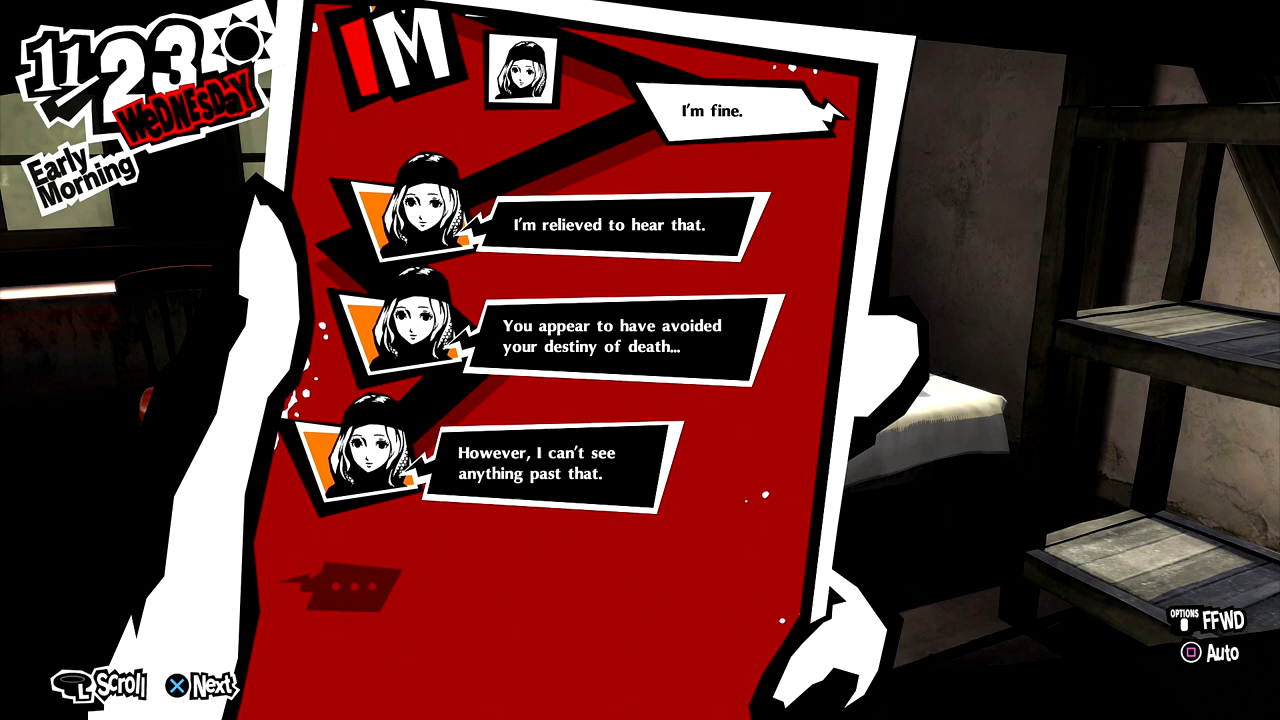 11 23
WeDNeSDaY
Early
Morning
IM
I'm fine.
I'm relieved to hear that.
You appear to have avoided
your destiny of death...
However, I can't see
anything past that.
OPTIONS FFWD
Auto
L Scroll
Next